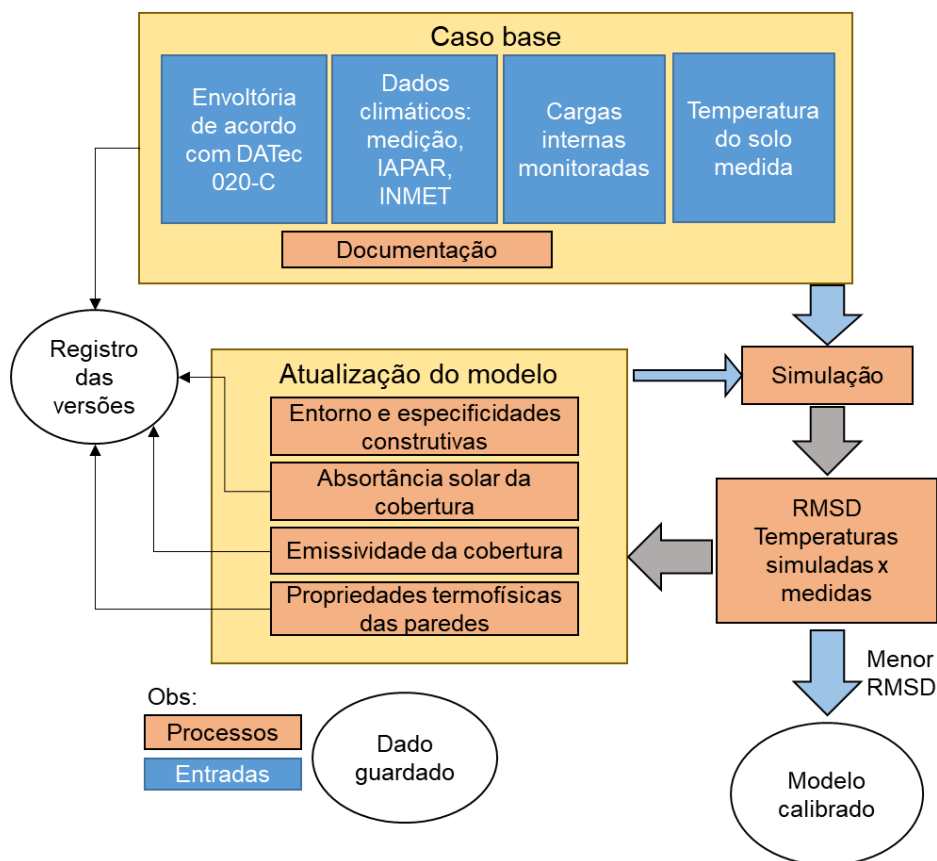 Caso base
Envoltória
de acordo
com DATec
020-C
Dados
climáticos:
medição,
IAPAR,
INMET
Cargas
internas
monitoradas
Temperatura
do solo
medida
Documentação
Registro
das
versões
Atualização do modelo
Entorno e especificidades
construtivas
Absortância solar da
cobertura
Emissividade da cobertura
Propriedades termofísicas
das paredes
Simulação
RMSD
Temperaturas
simuladas x
medidas
Menor
RMSD
Obs:
Processos
Entradas
Dado
guardado
Modelo
calibrado